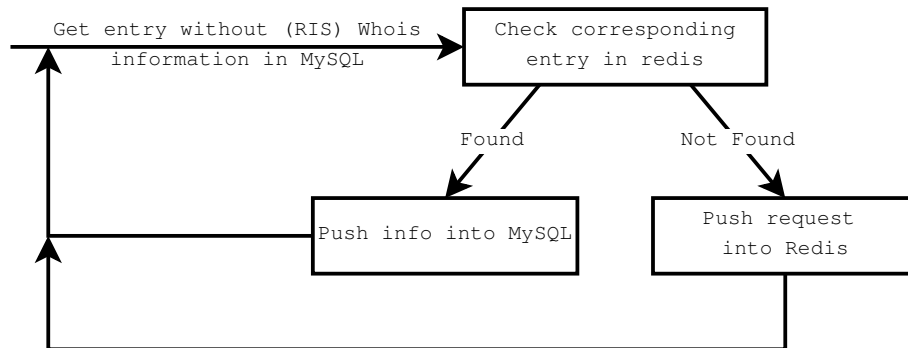 Get entry without (RIS) Whois
information in MySQL
Check corresponding
entry in redis
Found
Not Found
Push info into MySQL
Push request
into Redis